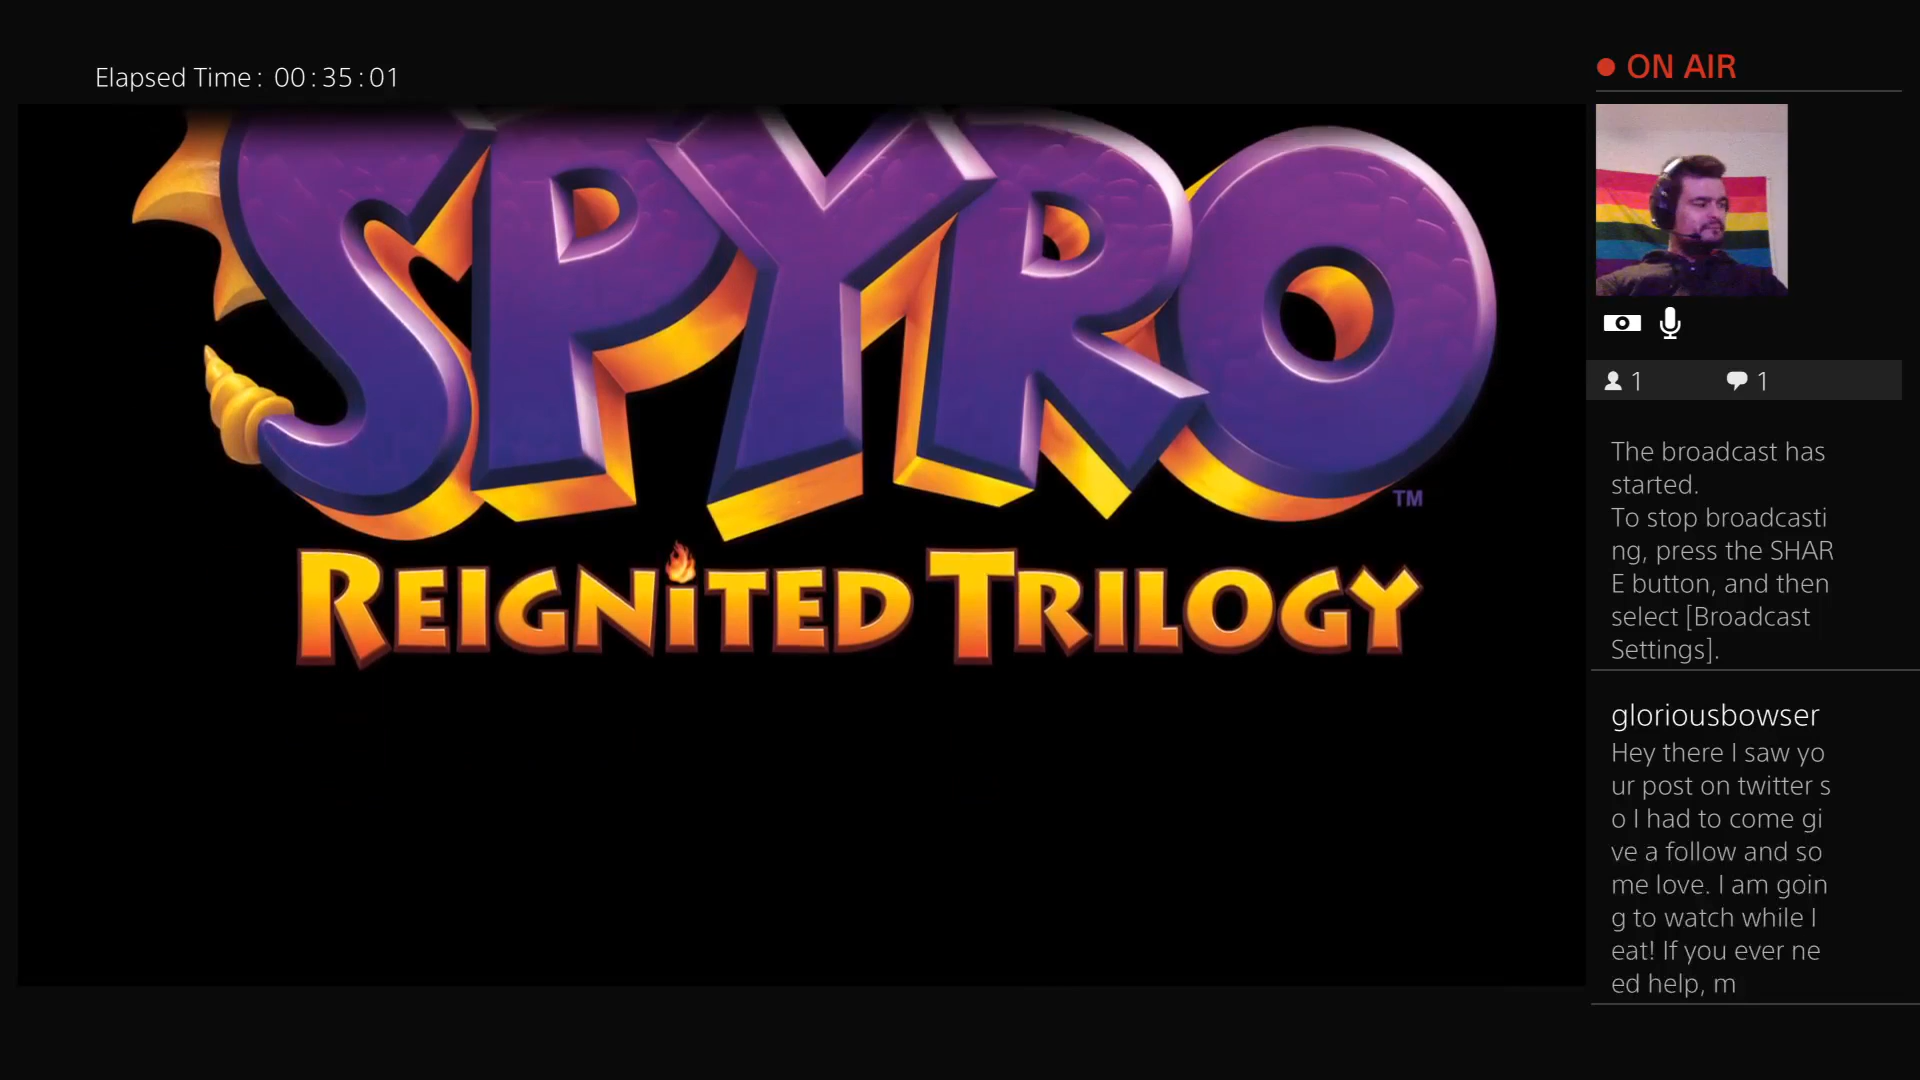 Elapsed Time: 00:35:01
ON AIR
SPYRO
TM
REIGNITED TRILOGY
1
1
The broadcast has
started.
To stop broadcasti
ng, press the SHAR
E button, and then
select [Broadcast
Settings].
gloriousbowser
Hey there I saw yo
ur post on twitter s
o I had to come gi
ve a follow and so
me love. I am goin
g to watch while I
eat! If you ever ne
ed help, m